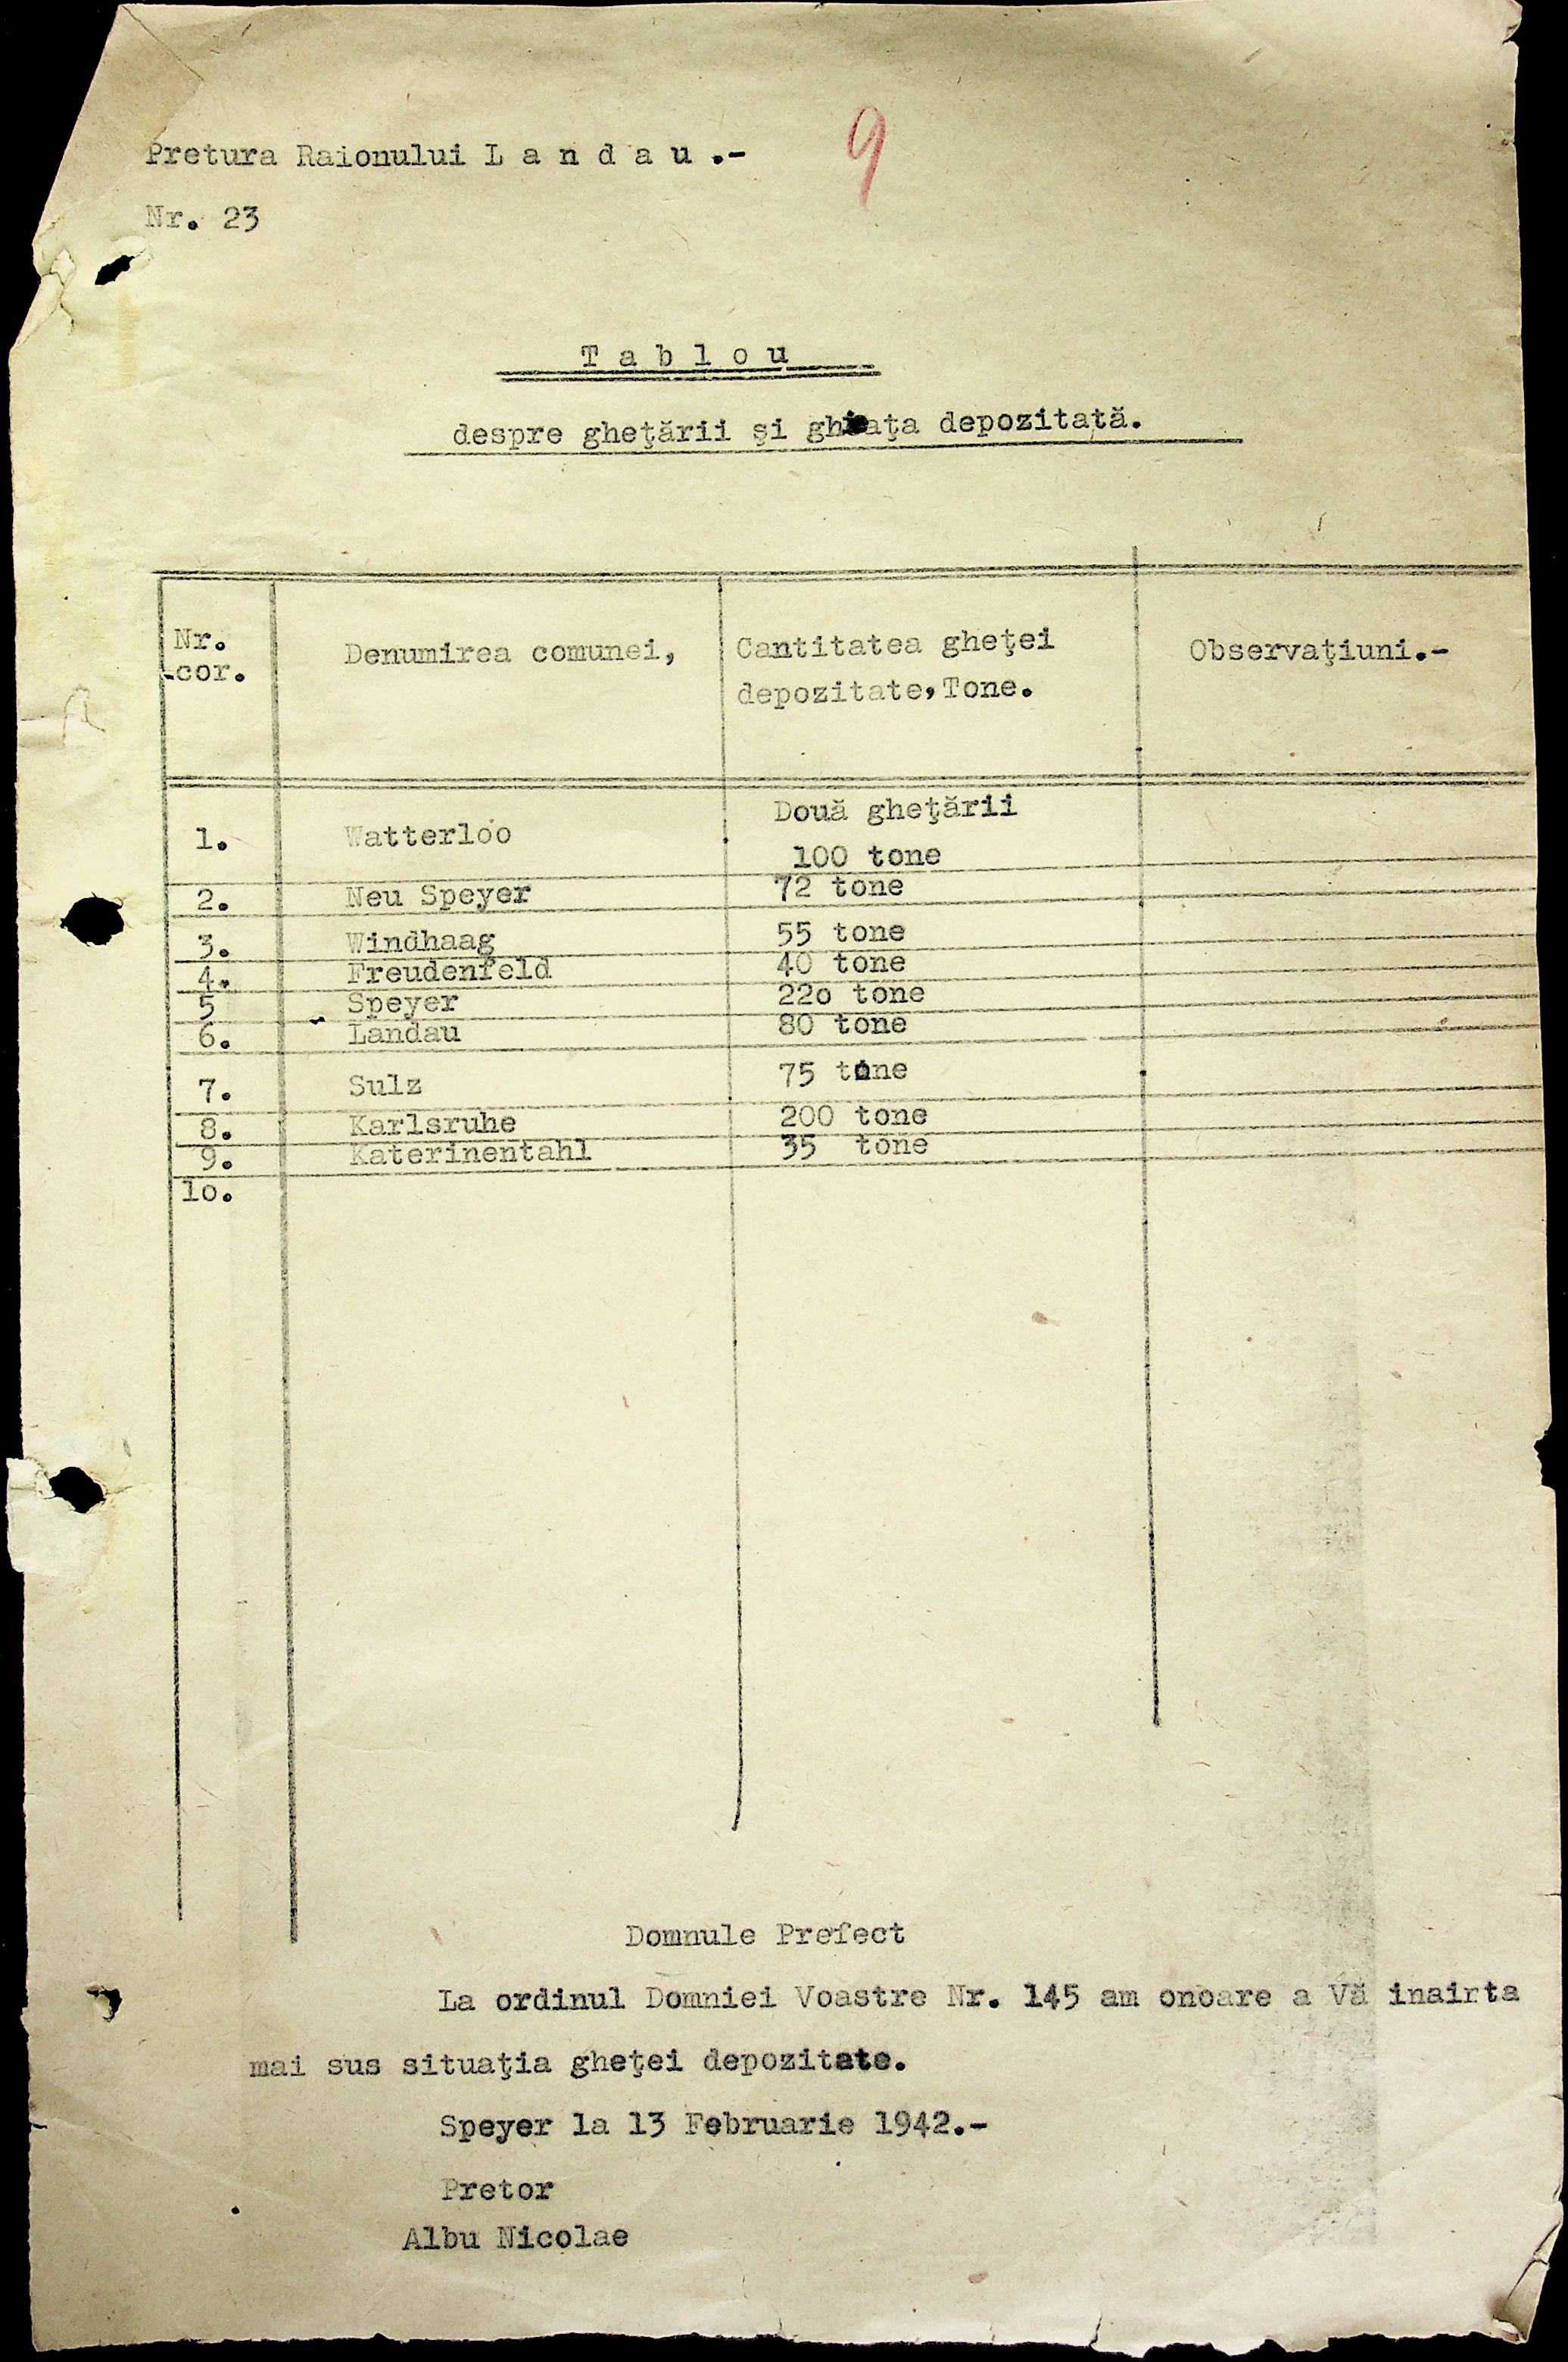 Pretura Raionului L a n d a u .-
9
Nr. 23
T a b l o u
despre gheţării şi ghiaţa depozitată.
Nr. cor. Denumirea comunei, Cantitatea gheţei depozitate, Tone. Observaţiuni.-
1. Watterloo Două gheţării 100 tone
2. Neu Speyer 72 tone
3. Windhaag 55 tone
4. Freudenfeld 40 tone
5 Speyer 22o tone
6. Landau 80 tone
7. Sulz 75 tone
8. Karlsruhe 200 tone
9. Katerinentahl 35 tone
1o.
Domnule Prefect
La ordinul Domniei Voastre Nr. 145 am onoare a Vă inairta
mai sus situaţia gheţei depozitate.
Speyer la 13 Februarie 1942.-
Pretor
Albu Nicolae